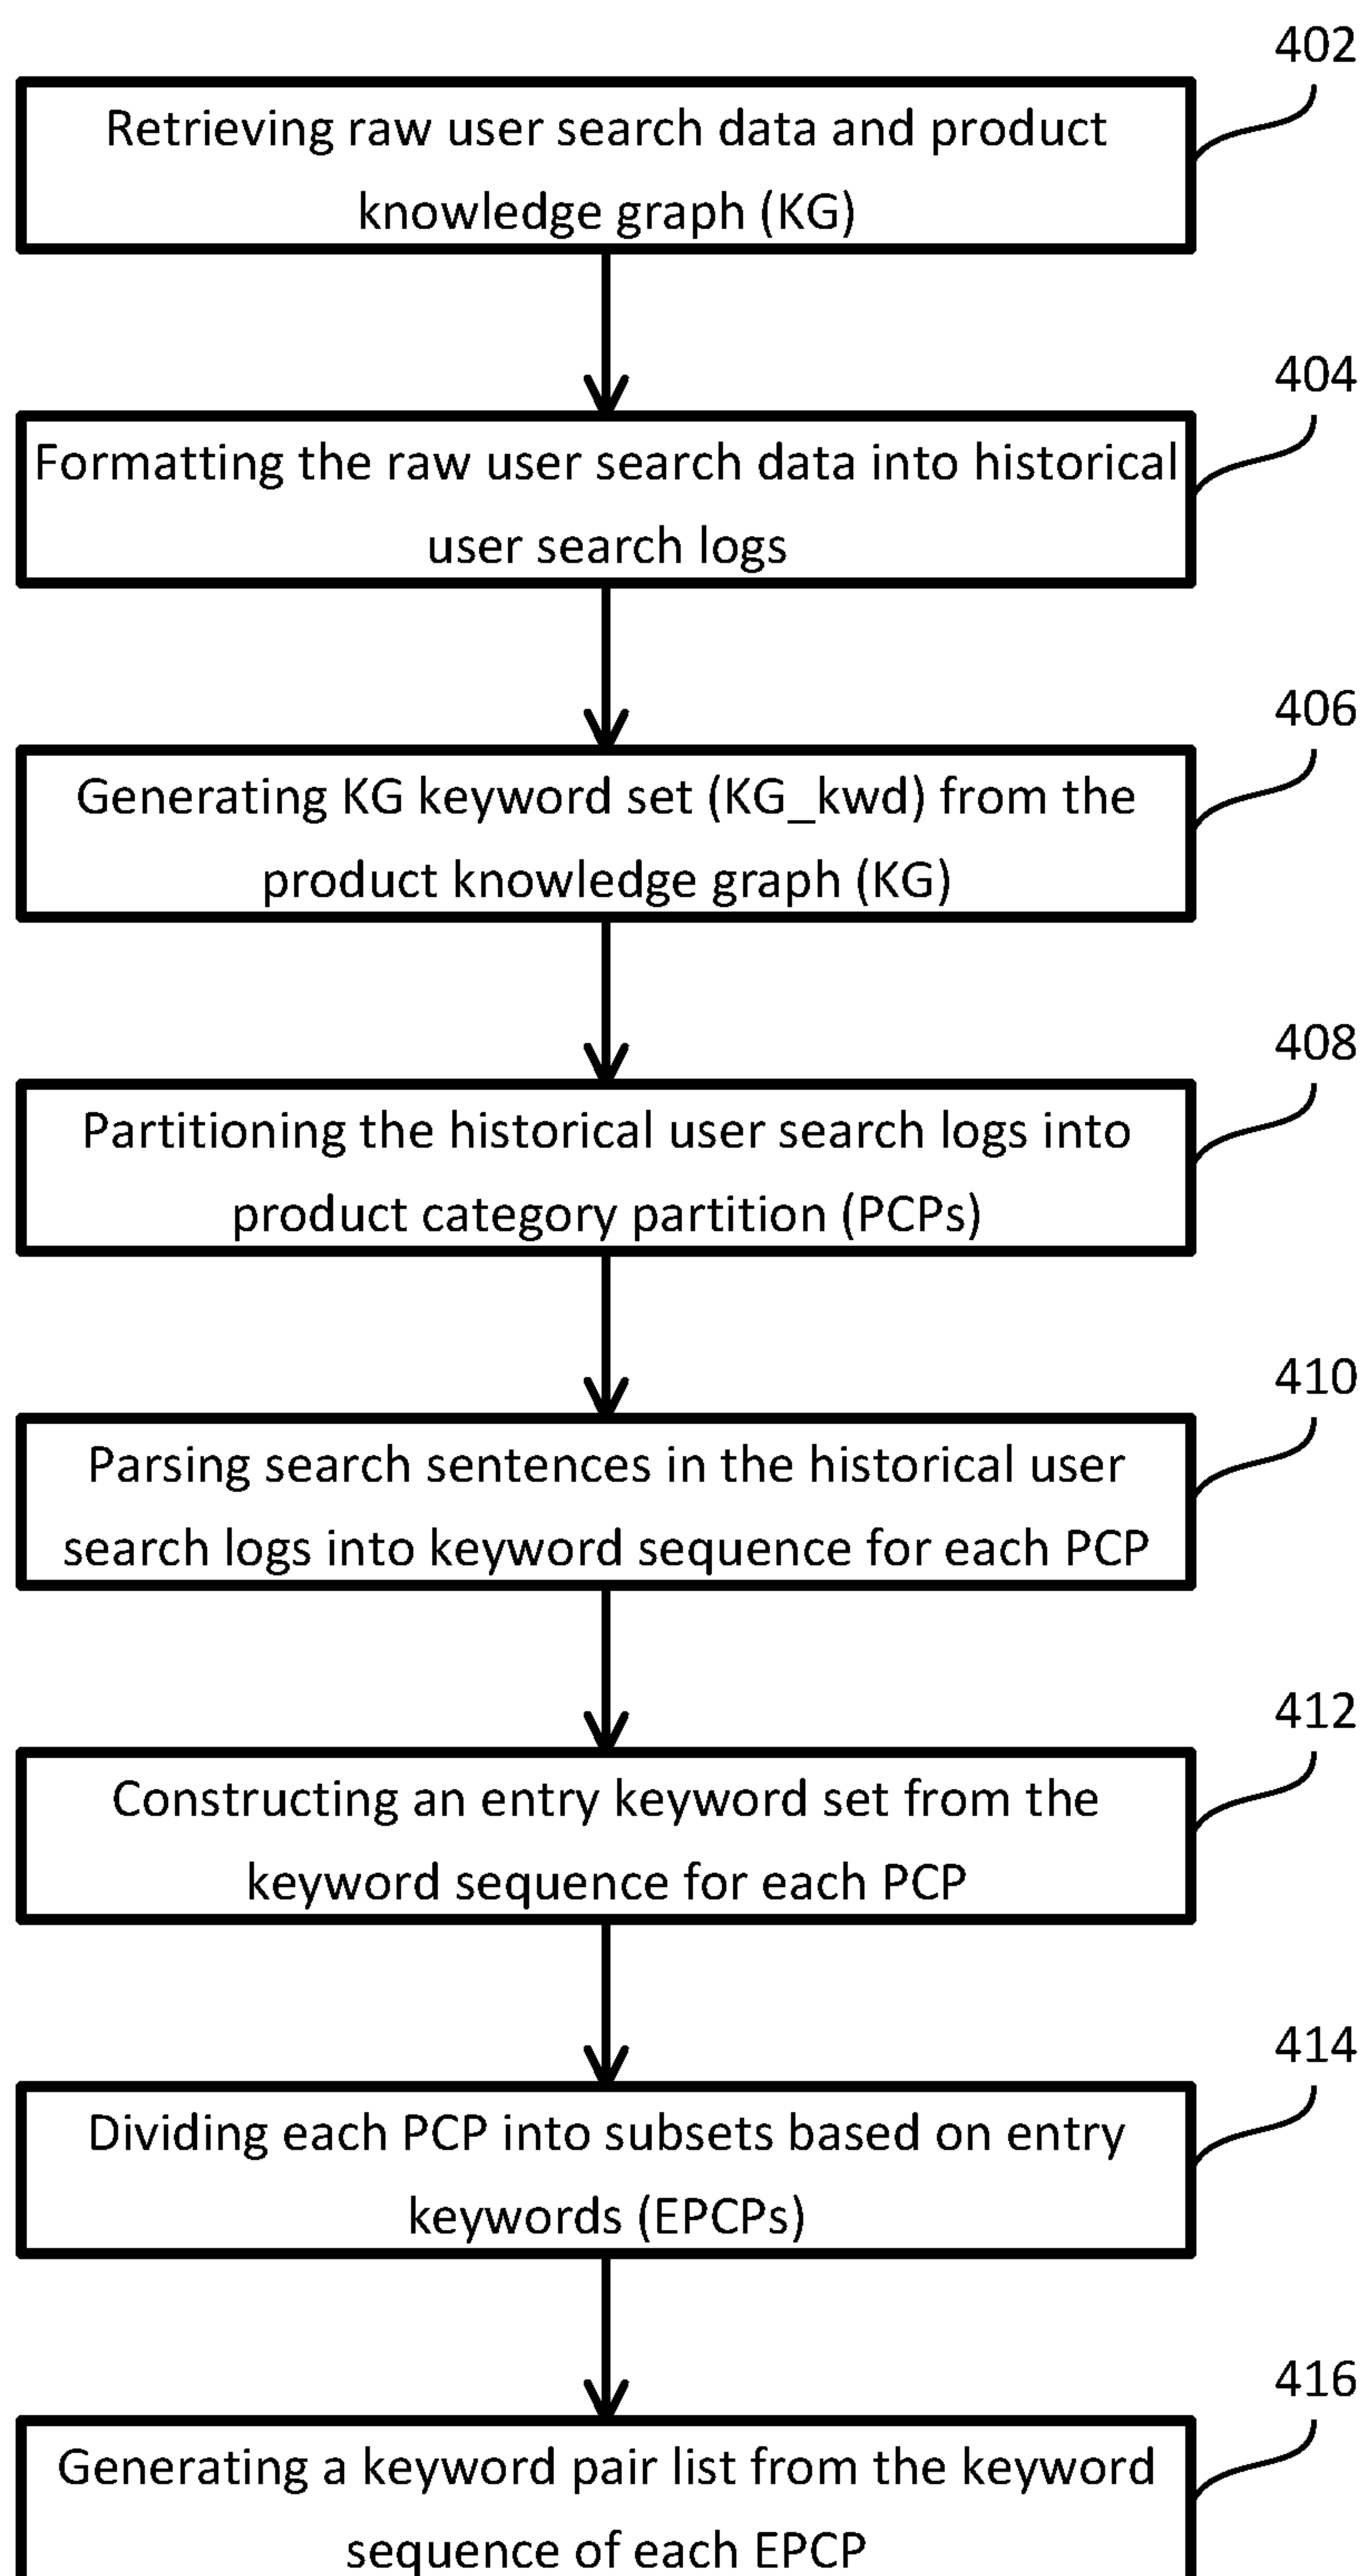 402
Retrieving raw user search data and product
knowledge graph (KG)
404
Formatting the raw user search data into historical
user search logs
406
Generating KG keyword set (KG_kwd) from the
product knowledge graph (KG)
408
Partitioning the historical user search logs into
product category partition (PCPs)
410
Parsing search sentences in the historical user
search logs into keyword sequence for each PCP
412
Constructing an entry keyword set from the
keyword sequence for each PCP
414
Dividing each PCP into subsets based on entry
keywords (EPCPs)
416
Generating a keyword pair list from the keyword
sequence of each EPCP